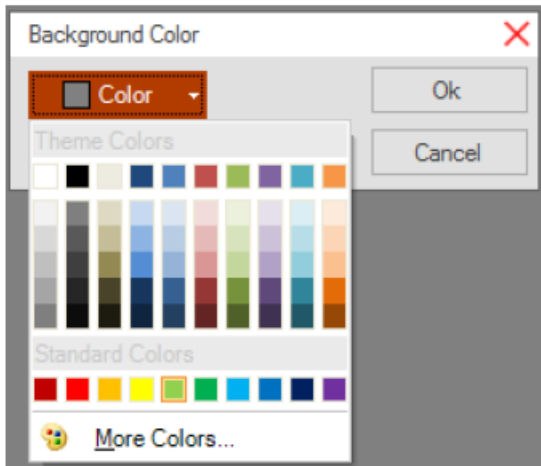 Background Color
Color
Ok
Cancel
Theme Colors
Standard Colors
More Colors...